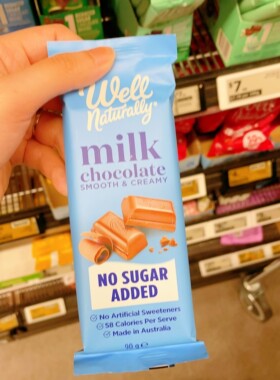 Well
Naturally
milk
chocolate
SMOOTH & CREAMY
NO SUGAR
ADDED
No Artificial Sweeteners
58 Calories Per Serve
Made in Australia
90 g ℮
$7